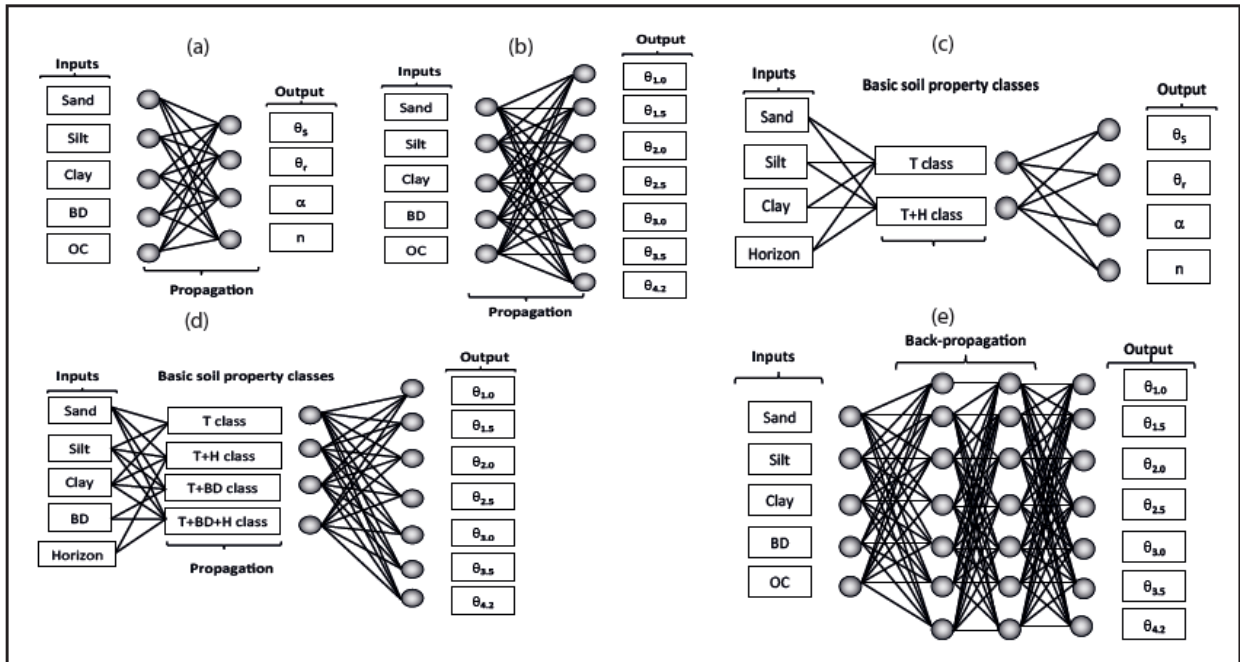 (a)
Inputs
Sand
Silt
Clay
BD
OC
Output
θs
θr
α
n
Propagation
(b)
Inputs
Sand
Silt
Clay
BD
OC
Output
θ1.0
θ1.5
θ2.0
θ2.5
θ3.0
θ3.5
θ4.2
Propagation
(c)
Inputs
Sand
Silt
Clay
Horizon
Basic soil property classes
T class
T+H class
Output
θs
θr
α
n
(d)
Inputs
Sand
Silt
Clay
BD
Horizon
Basic soil property classes
T class
T+H class
T+BD class
T+BD+H class
Propagation
Output
θ1.0
θ1.5
θ2.0
θ2.5
θ3.0
θ3.5
θ4.2
(e)
Back-propagation
Inputs
Sand
Silt
Clay
BD
OC
Output
θ1.0
θ1.5
θ2.0
θ2.5
θ3.0
θ3.5
θ4.2